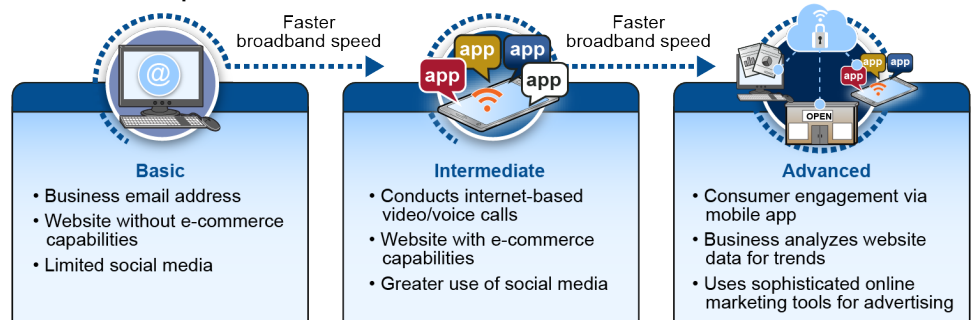 Faster
broadband speed
Faster
broadband speed
@
app
app
app
app
app
app
app
OPEN
Basic
• Business email address
• Website without e-commerce
capabilities
• Limited social media
Intermediate
• Conducts internet-based
video/voice calls
• Website with e-commerce
capabilities
• Greater use of social media
Advanced
• Consumer engagement via
mobile app
• Business analyzes website
data for trends
• Uses sophisticated online
marketing tools for advertising